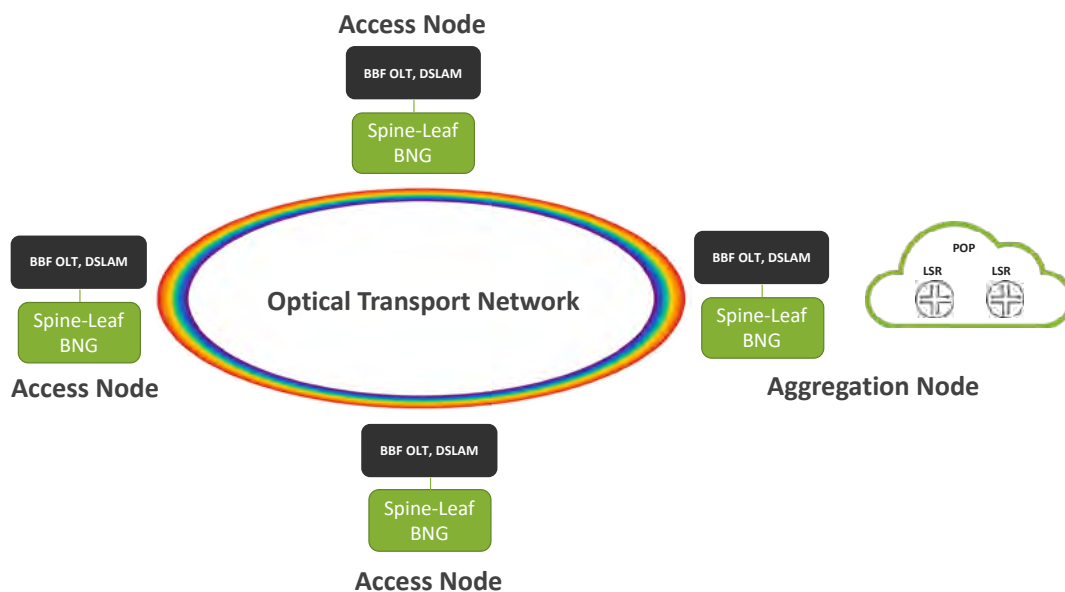 Access Node
BBF OLT, DSLAM
Spine-Leaf
BNG
BBF OLT, DSLAM
Spine-Leaf
BNG
Access Node
Optical Transport Network
BBF OLT, DSLAM
Spine-Leaf
BNG
Aggregation Node
POP
LSR LSR
BBF OLT, DSLAM
Spine-Leaf
BNG
Access Node